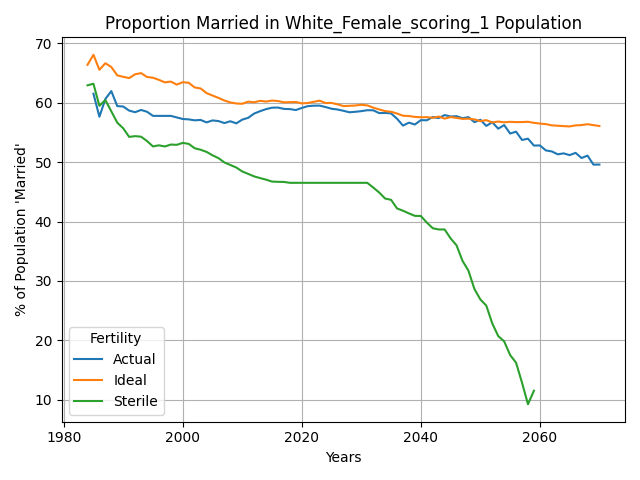 Proportion Married in White_Female_scoring_1 Population
% of Population 'Married'
70
60
50
40
30
20
10
Fertility
Actual
Ideal
Sterile
1980
2000
2020
2040
2060
Years